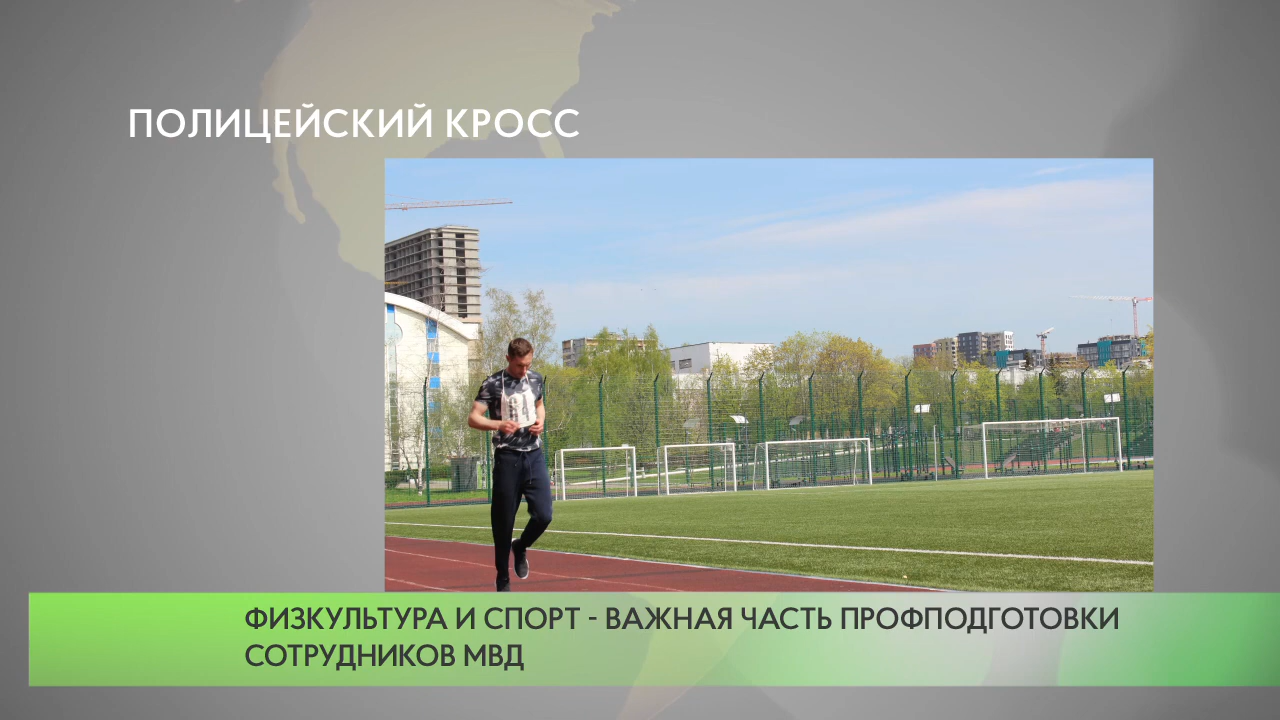 ПОЛИЦЕЙСКИЙ КРОСС
ФИЗКУЛЬТУРА И СПОРТ - ВАЖНАЯ ЧАСТЬ ПРОФПОДГОТОВКИ
СОТРУДНИКОВ МВД